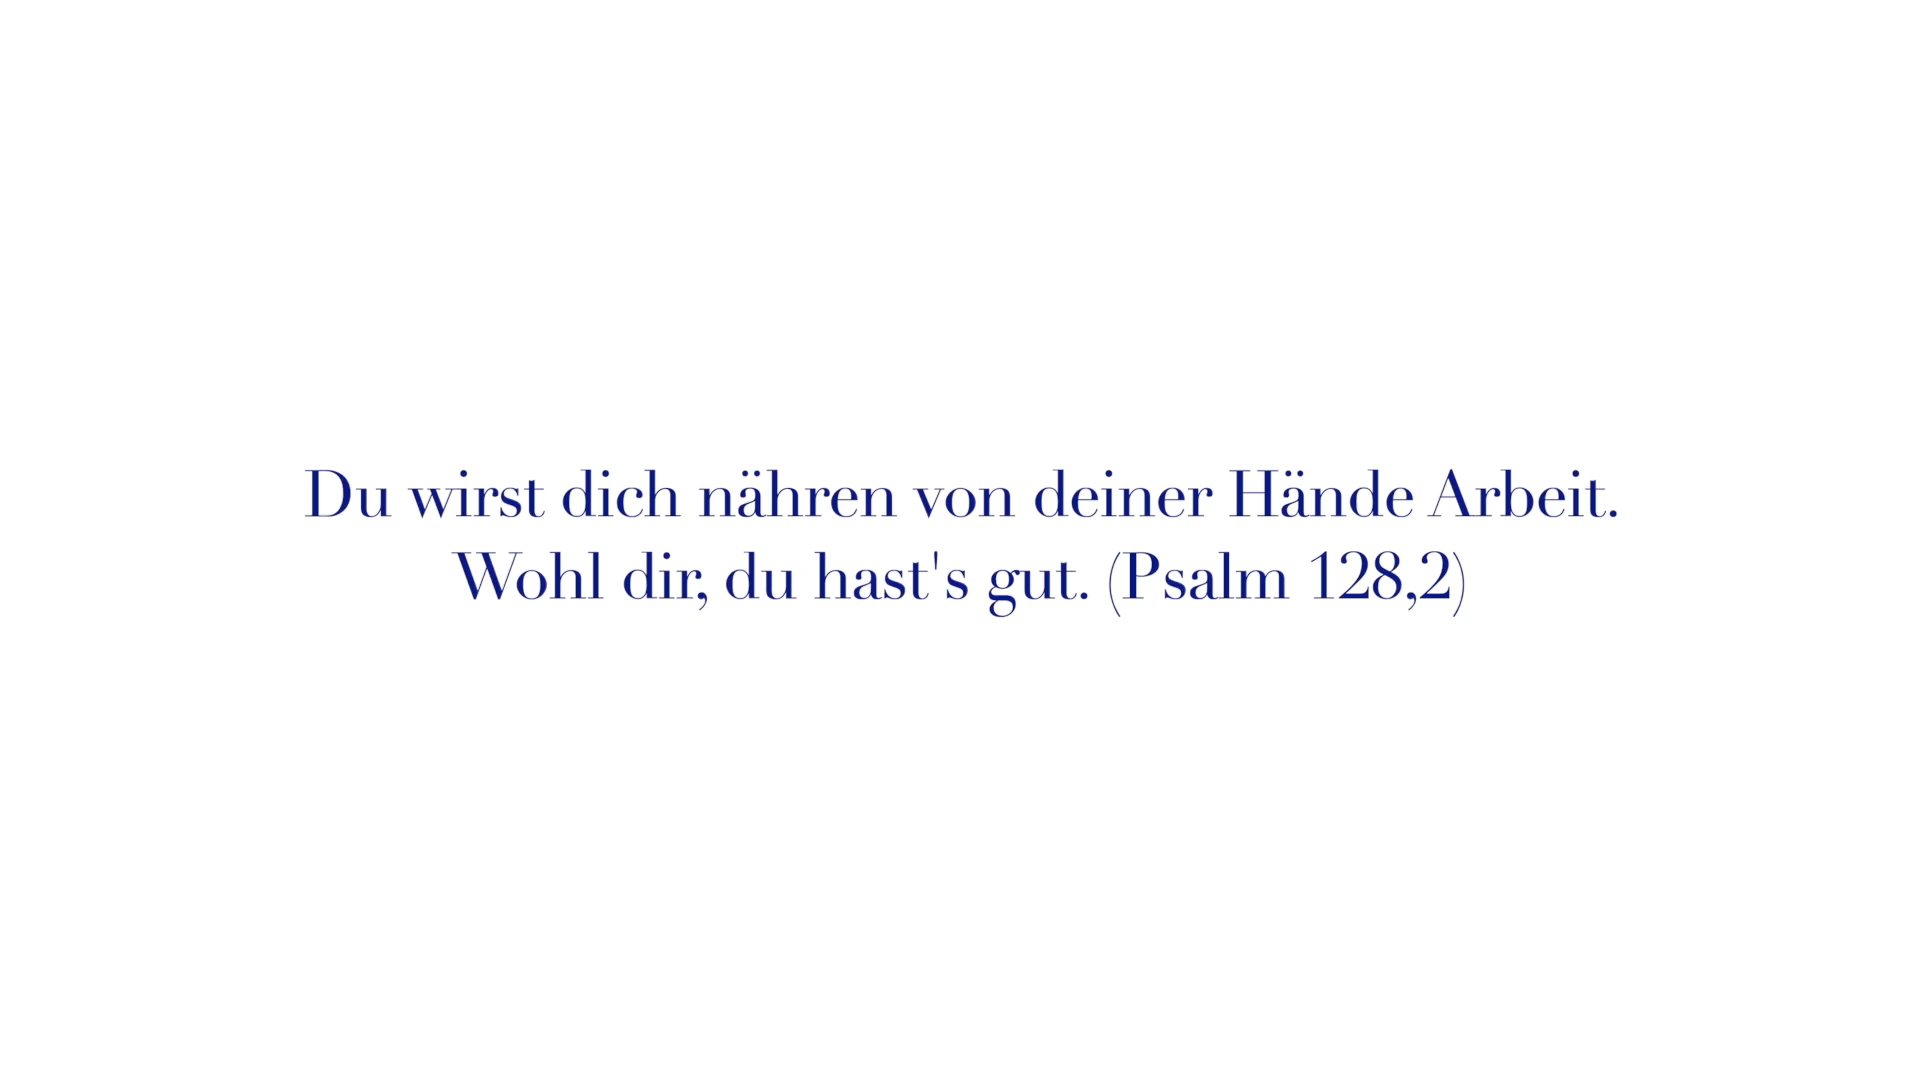 Du wirst dich nähren von deiner Hände Arbeit.
Wohl dir, du hast's gut. (Psalm 128,2)